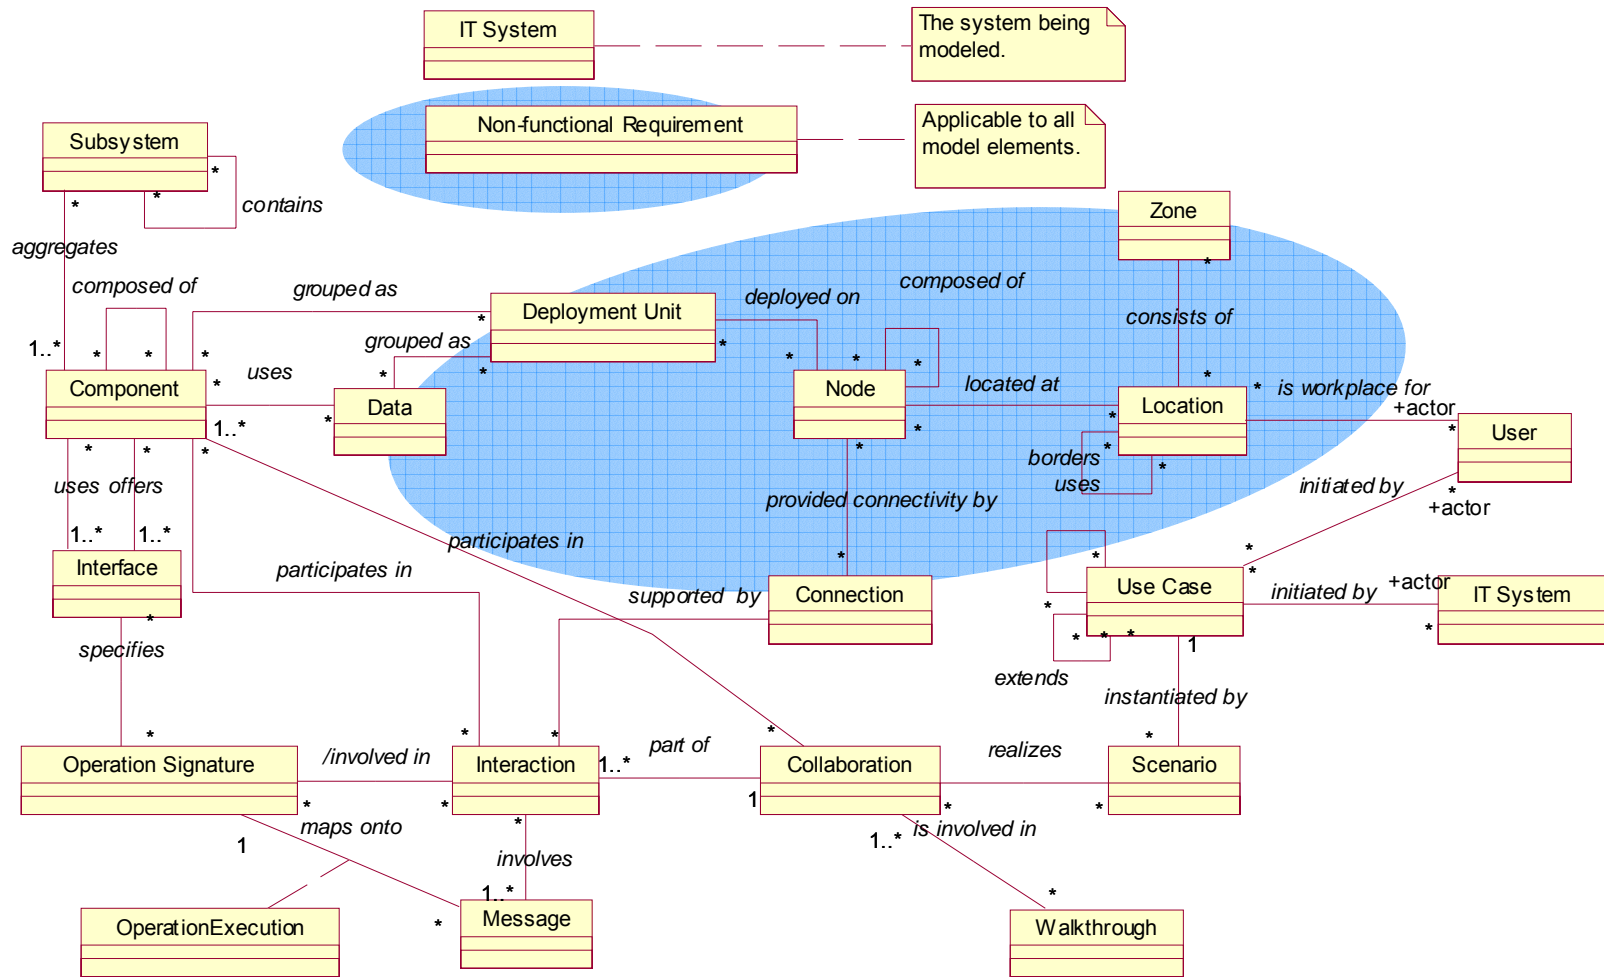 IT System
The system being
modeled.
Non-functional Requirement
Applicable to all
model elements.
Subsystem
*
*
*
contains
aggregates
Zone
*
composed of
composed of
grouped as
Deployment Unit
deployed on
consists of
*
*
grouped as
1..*
*
*
*
*
*
*
*
*
*
Component
uses
*
Data
*
1..*
Node
located at
*
*
*
Location
*
is workplace for
+actor
*
User
*
*
*
borders
*
uses
*
uses offers
provided connectivity by
initiated by
*
+actor
1..*
1..*
participates in
*
*
*
*
Interface
participates in
supported by
Connection
Use Case
initiated by
+actor
IT System
*
*
*
*
*
*
1
specifies
extends
instantiated by
*
*
*
*
*
Operation Signature
/involved in
Interaction
1..*
part of
Collaboration
realizes
Scenario
*
*
1
*
*
1
maps onto
*
1..*
is involved in
involves
1..*
*
*
OperationExecution
Message
Walkthrough